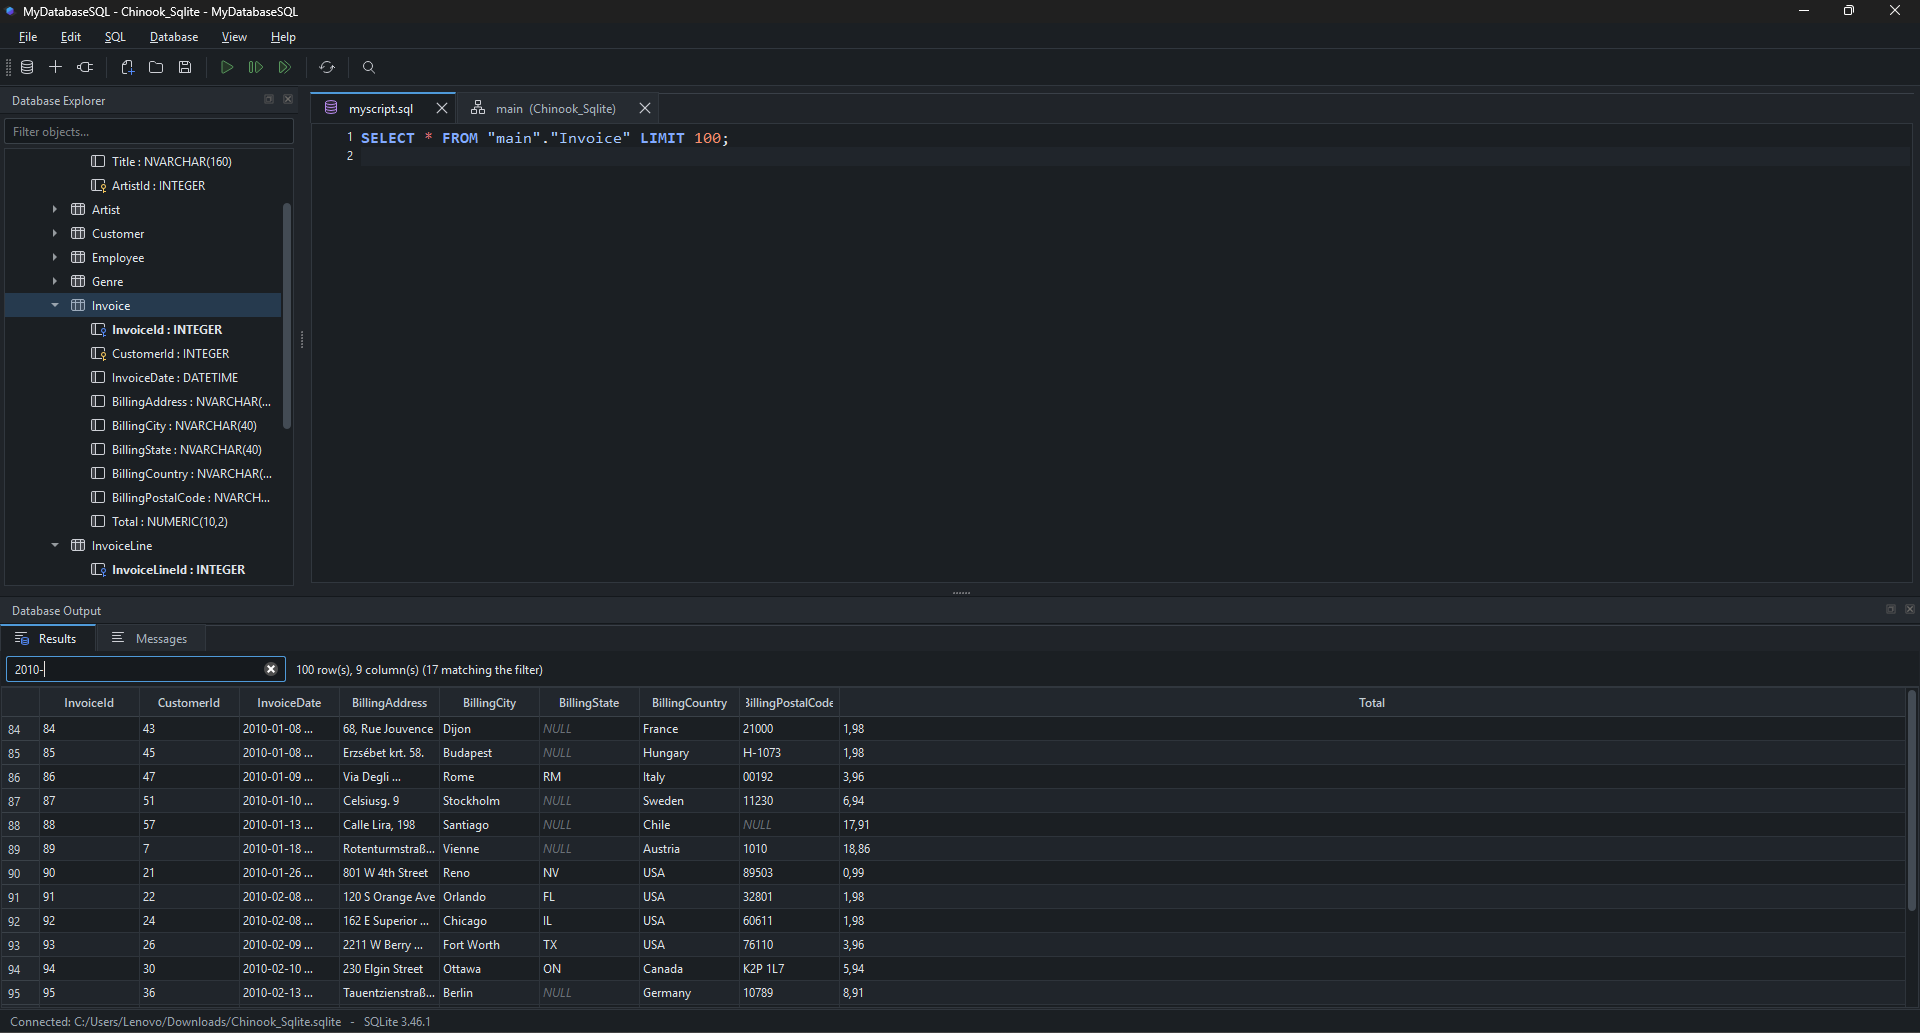 MyDatabaseSQL - Chinook_Sqlite - MyDatabaseSQL
File Edit SQL Database View Help
Database Explorer
Filter objects...
Title : NVARCHAR(160)
ArtistId : INTEGER
Artist
Customer
Employee
Genre
Invoice
InvoiceId : INTEGER
CustomerId : INTEGER
InvoiceDate : DATETIME
BillingAddress : NVARCHAR(...
BillingCity : NVARCHAR(40)
BillingState : NVARCHAR(40)
BillingCountry : NVARCHAR(...
BillingPostalCode : NVARCH...
Total : NUMERIC(10,2)
InvoiceLine
InvoiceLineId : INTEGER
myscript.sql main (Chinook_Sqlite)
1 SELECT * FROM "main"."Invoice" LIMIT 100;
2
Database Output
Results Messages
2010- 100 row(s), 9 column(s) (17 matching the filter)
InvoiceId CustomerId InvoiceDate BillingAddress BillingCity BillingState BillingCountry BillingPostalCode Total
84 84 43 2010-01-08 ... 68, Rue Jouvence Dijon NULL France 21000 1,98
85 85 45 2010-01-08 ... Erzsébet krt. 58. Budapest NULL Hungary H-1073 1,98
86 86 47 2010-01-09 ... Via Degli ... Rome RM Italy 00192 3,96
87 87 51 2010-01-10 ... Celsiusg. 9 Stockholm NULL Sweden 11230 6,94
88 88 57 2010-01-13 ... Calle Lira, 198 Santiago NULL Chile NULL 17,91
89 89 7 2010-01-18 ... Rotenturmstraß... Vienne NULL Austria 1010 18,86
90 90 21 2010-01-26 ... 801 W 4th Street Reno NV USA 89503 0,99
91 91 22 2010-02-08 ... 120 S Orange Ave Orlando FL USA 32801 1,98
92 92 24 2010-02-08 ... 162 E Superior ... Chicago IL USA 60611 1,98
93 93 26 2010-02-09 ... 2211 W Berry ... Fort Worth TX USA 76110 3,96
94 94 30 2010-02-10 ... 230 Elgin Street Ottawa ON Canada K2P 1L7 5,94
95 95 36 2010-02-13 ... Tauentzienstraß... Berlin NULL Germany 10789 8,91
Connected: C:/Users/Lenovo/Downloads/Chinook_Sqlite.sqlite - SQLite 3.46.1